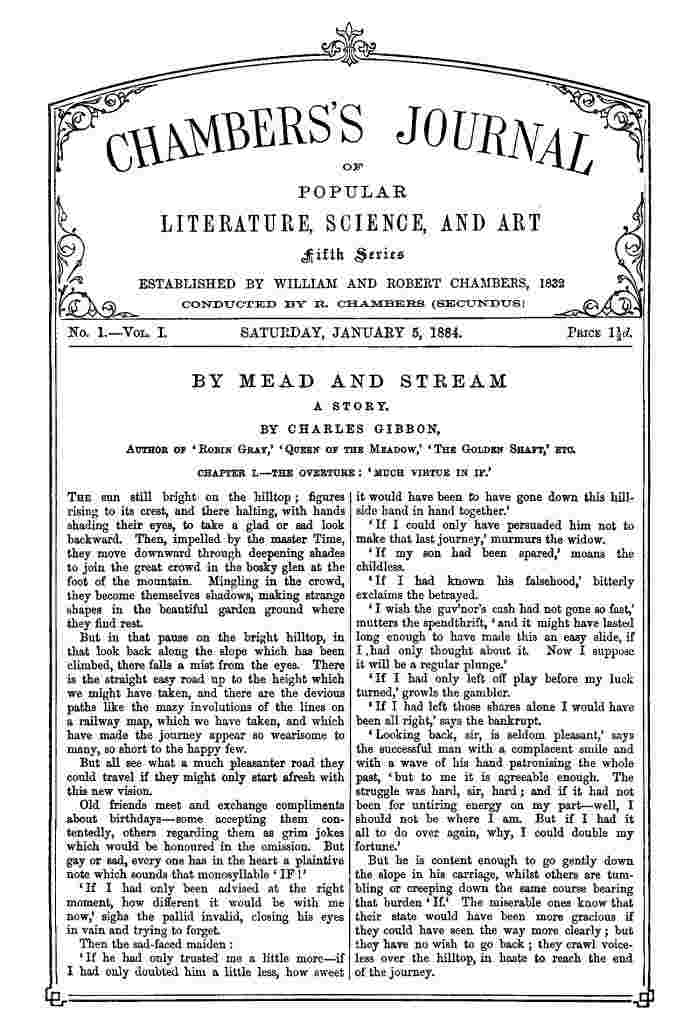 CHAMBERS'S JOURNAL
OF
POPULAR
LITERATURE, SCIENCE, AND ART
Fifth Series
ESTABLISHED BY WILLIAM AND ROBERT CHAMBERS, 1832
CONDUCTED BY R. CHAMBERS (SECUNDUS)
No. 1.—Vol. I.
SATURDAY, JANUARY 5, 1884.
Price 1½d.
BY MEAD AND STREAM
A STORY.
BY CHARLES GIBBON,
Author of ‘Robin Gray,’ ‘Queen of the Meadow,’ ‘The Golden Shaft,’ etc.
CHAPTER I.—THE OVERTURE: ‘MUCH VIRTUE IN IF.’
The sun still bright on the hilltop; figures
rising to its crest, and there halting, with hands
shading their eyes, to take a glad or sad look
backward. Then, impelled by the master Time,
they move downward through deepening shades
to join the great crowd in the bosky glen at the
foot of the mountain. Mingling in the crowd,
they become themselves shadows, making strange
shapes in the beautiful garden ground where
they find rest.
But in that pause on the bright hilltop, in
that look back along the slope which has been
climbed, there falls a mist from the eyes. There
is the straight easy road up to the height which
we might have taken, and there are the devious
paths like the mazy involutions of the lines on
a railway map, which we have taken, and which
have made the journey appear so wearisome to
many, so short to the happy few.
But all see what a much pleasanter road they
could travel if they might only start afresh with
this new vision.
Old friends meet and exchange compliments
about birthdays—some accepting them con-
tentedly, others regarding them as grim jokes
which would be honoured in the omission. But
gay or sad, every one has in the heart a plaintive
note which sounds that monosyllable ‘IF!’
‘If I had only been advised at the right
moment, how different it would be with me
now,’ sighs the pallid invalid, closing his eyes
in vain and trying to forget.
Then the sad-faced maiden:
‘If he had only trusted me a little more—if
I had only doubted him a little less, how sweet
it would have been to have gone down this hill-
side hand in hand together.’
‘If I could only have persuaded him not to
make that last journey,’ murmurs the widow.
‘If my son had been spared,’ moans the
childless.
‘If I had known his falsehood,’ bitterly
exclaims the betrayed.
‘I wish the guv'nor's cash had not gone so fast,’
mutters the spendthrift, ‘and it might have lasted
long enough to have made this an easy slide, if
I had only thought about it. Now I suppose
it will be a regular plunge.’
‘If I had only left off play before my luck
turned,’ growls the gambler.
‘If I had left those shares alone I would have
been all right,’ says the bankrupt.
‘Looking back, sir, is seldom pleasant,’ says
the successful man with a complacent smile and
with a wave of his hand patronising the whole
past, ‘but to me it is agreeable enough. The
struggle was hard, sir, hard; and if it had not
been for untiring energy on my part—well, I
should not be where I am. But if I had it
all to do over again, why, I could double my
fortune.’
But he is content enough to go gently down
the slope in his carriage, whilst others are tum-
bling or creeping down the same course bearing
that burden ‘If.’ The miserable ones know that
their state would have been more gracious if
they could have seen the way more clearly; but
they have no wish to go back; they crawl voice-
less over the hilltop, in haste to reach the end
of the journey.